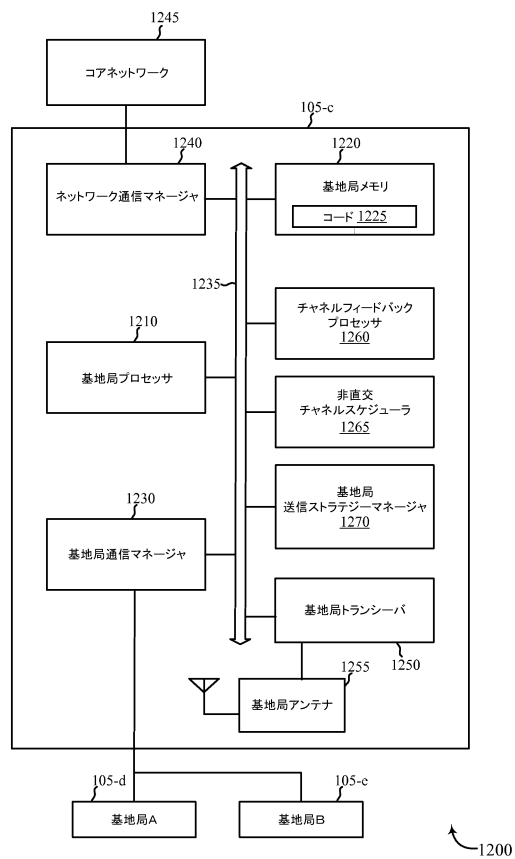 1245
コアネットワーク
105-c
1240
ネットワーク通信マネージャ
1220
基地局メモリ
コード 1225
1235
チャネルフィードバック
プロセッサ
1260
1210
基地局プロセッサ
非直交
チャネルスケジューラ
1265
基地局
送信ストラテジーマネージャ
1270
1230
基地局通信マネージャ
基地局トランシーバ
1250
1255
基地局アンテナ
105-d
基地局A
105-e
基地局B
1200